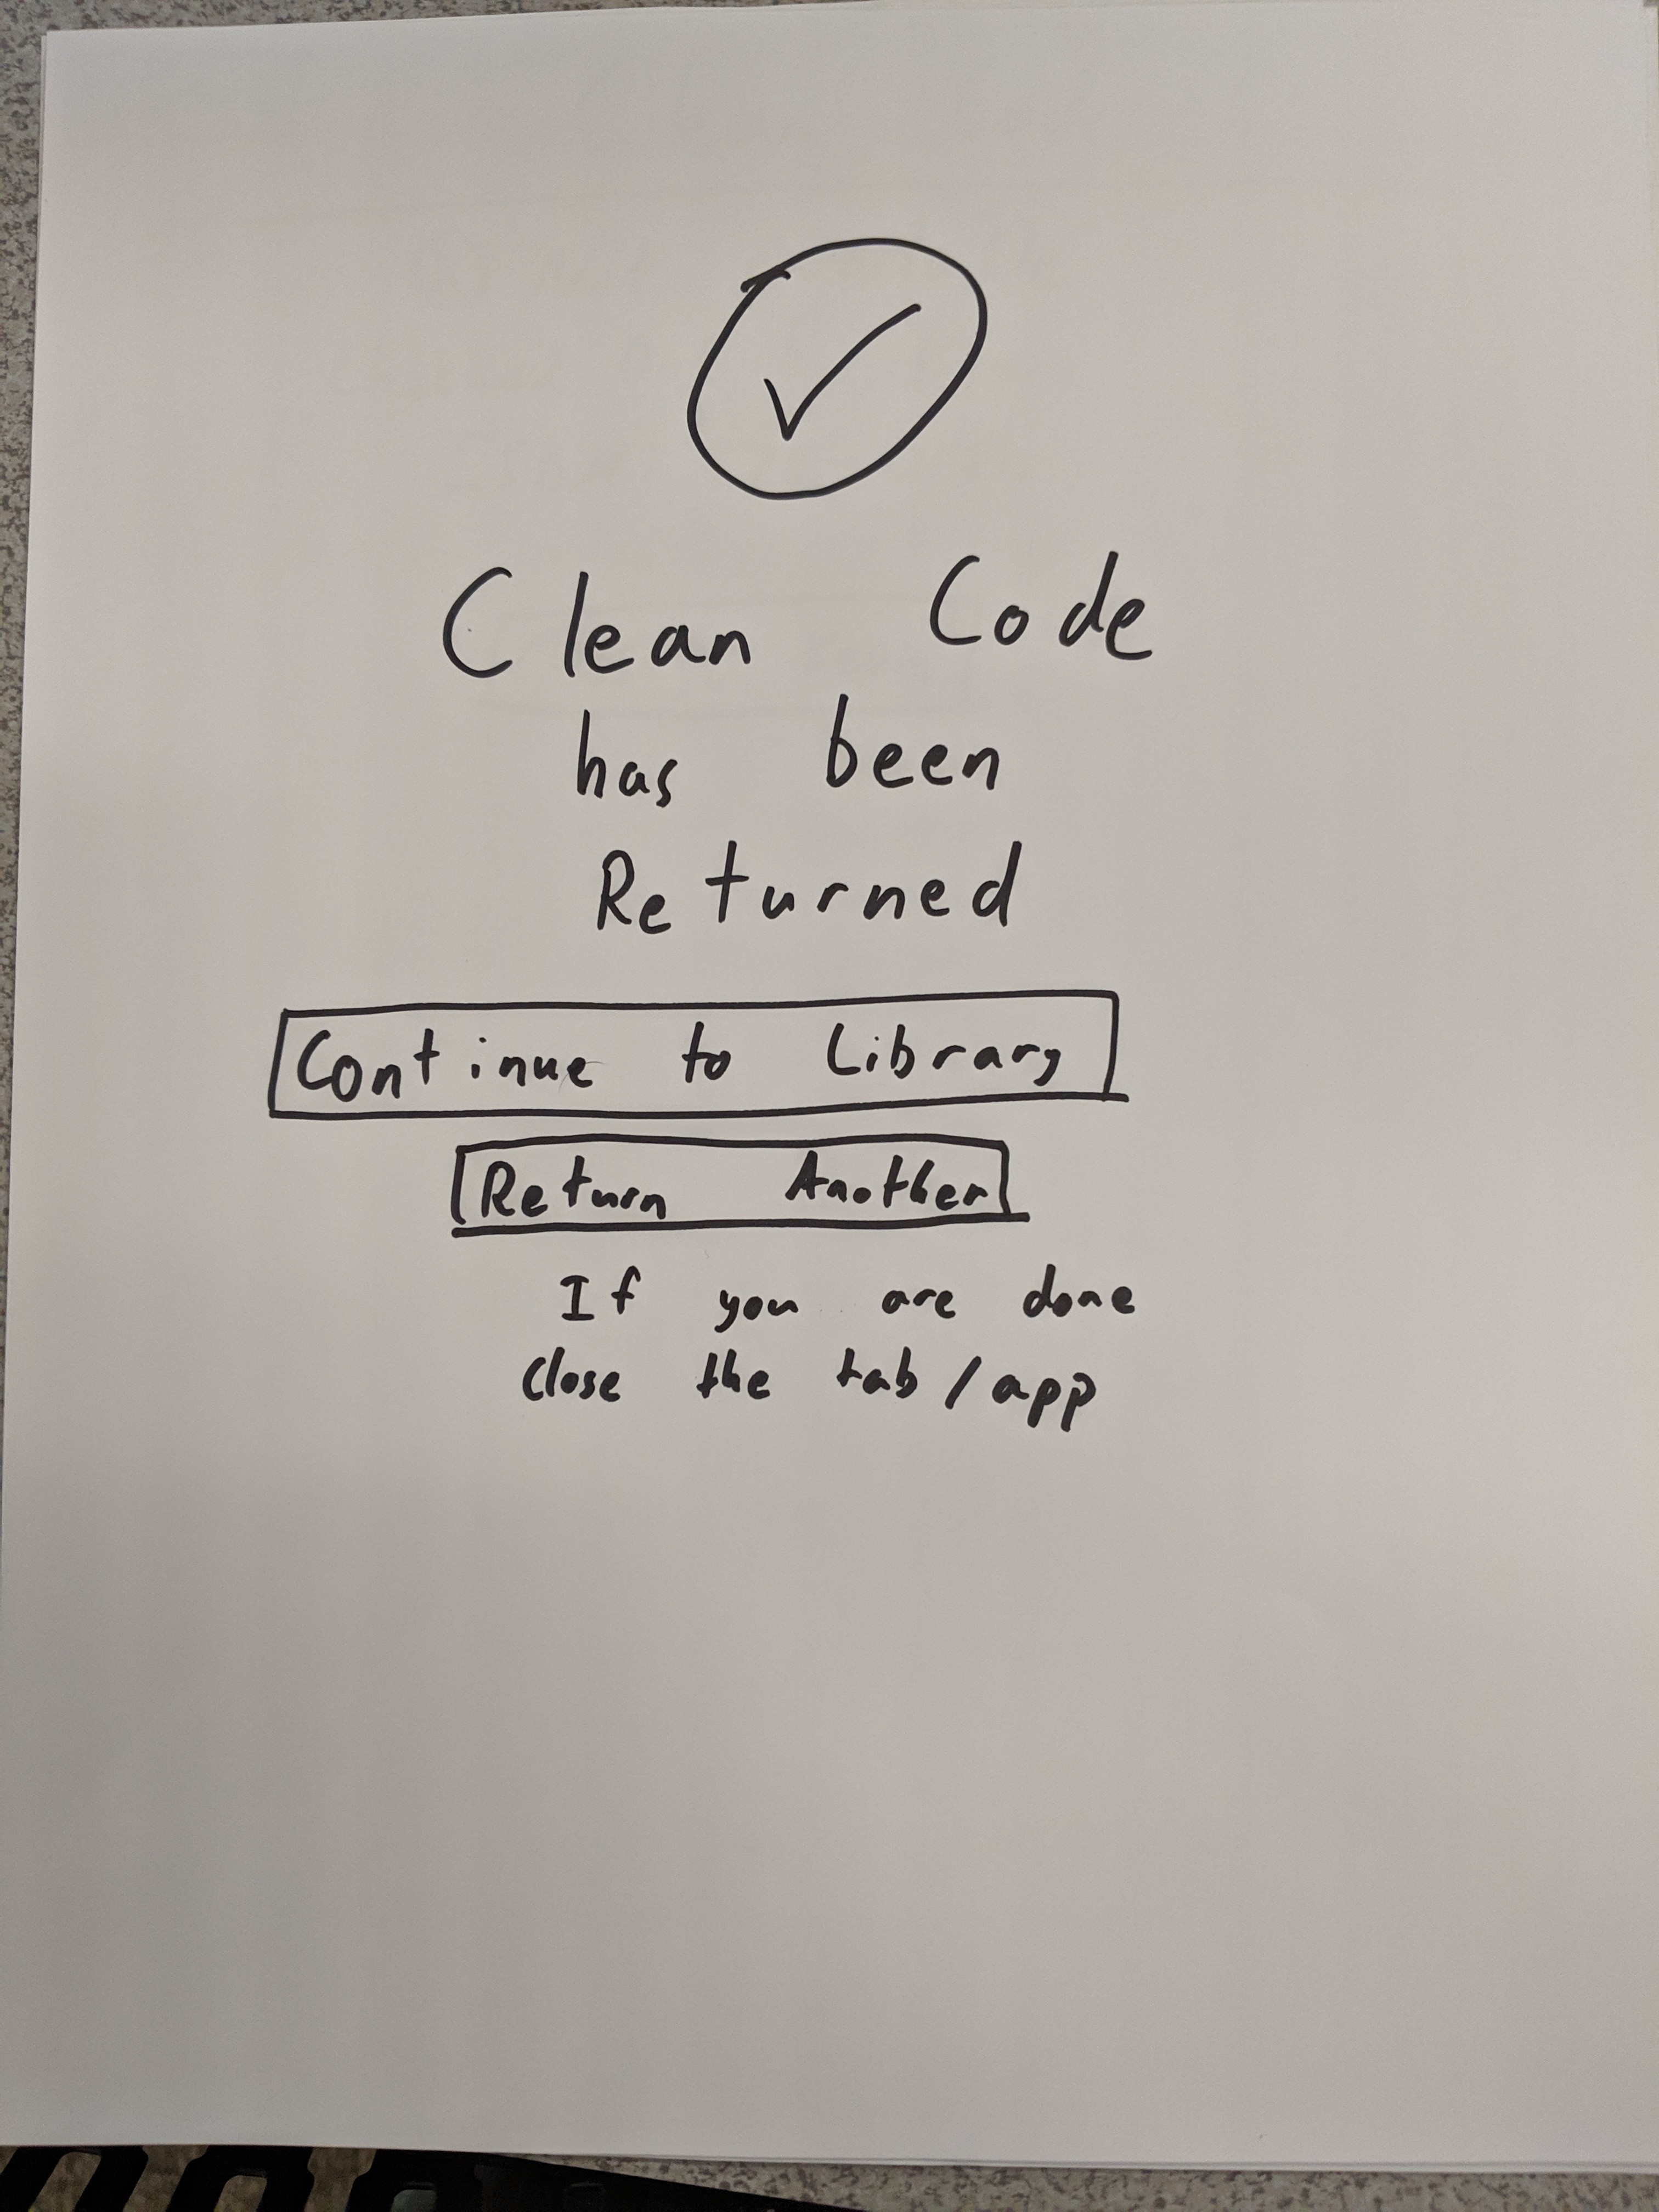 Clean Code
has been
Returned
Continue to Library
Return Another
If you are done
close the tab/app